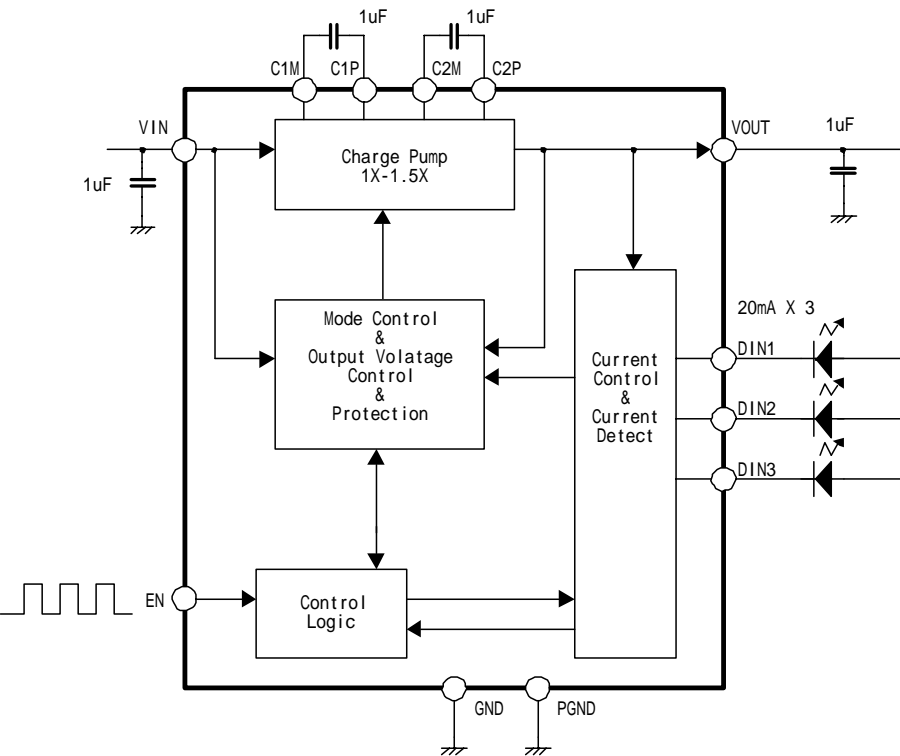 1uF
1uF
C1M
C1P
C2M
C2P
VIN
VOUT
1uF
1uF
Charge Pump
1X-1.5X
20mA X 3
Mode Control
&
Output Volatage
Control
&
Protection
Current
Control
&
Current
Detect
DIN1
DIN2
DIN3
EN
Control
Logic
GND
PGND